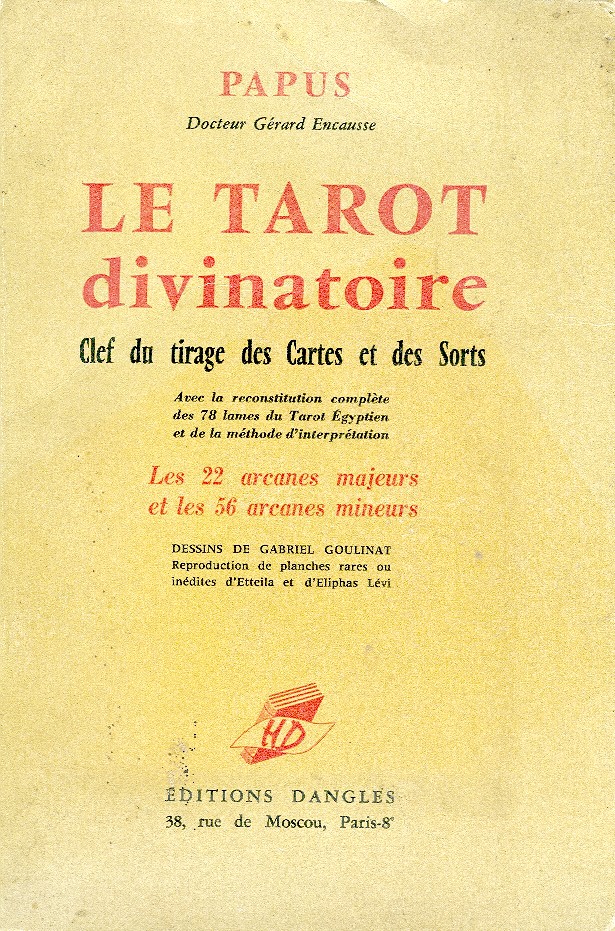 PAPUS
Docteur Gérard Encausse
LE TAROT
divinatoire
Clef du tirage des Cartes et des Sorts
Avec la reconstitution complète
des 78 lames du Tarot Égyptien
et de la méthode d'interprétation
Les 22 arcanes majeurs
et les 56 arcanes mineurs
DESSINS DE GABRIEL GOULINAT
Reproduction de planches rares ou
inédites d'Etteila et d'Eliphas Lévi
HD
ÉDITIONS DANGLES
38, rue de Moscou, Paris-8e